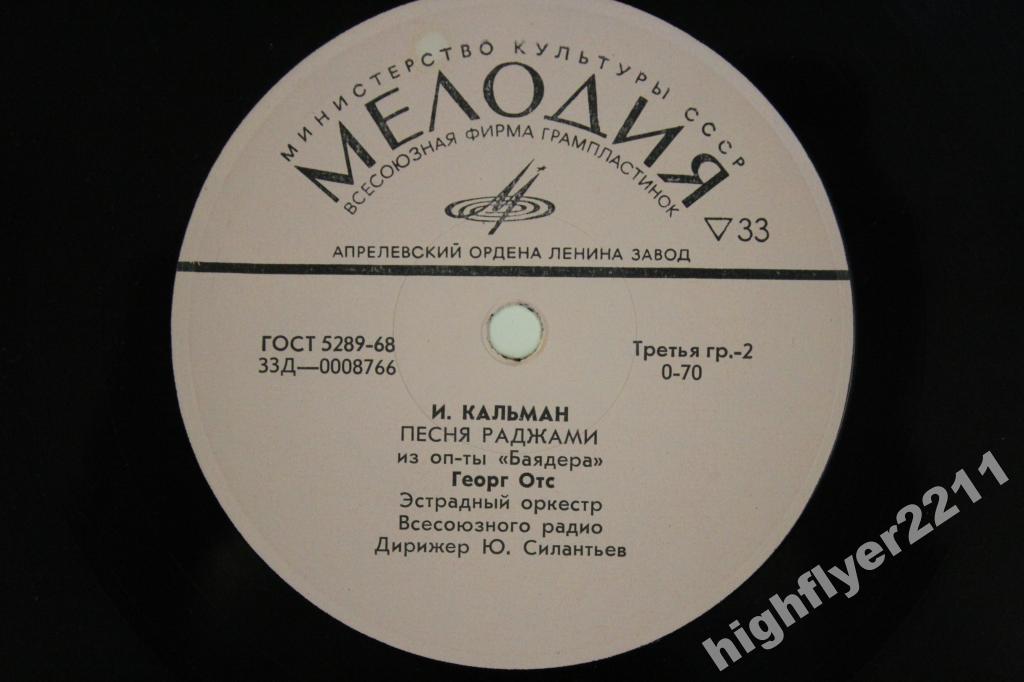 МИНИСТЕРСТВО КУЛЬТУРЫ СССР
МЕЛОДИЯ
ВСЕСОЮЗНАЯ ФИРМА ГРАМПЛАСТИНОК
▽33
АПРЕЛЕВСКИЙ ОРДЕНА ЛЕНИНА ЗАВОД
ГОСТ 5289-68
33Д—0008766
Третья гр.-2
0-70
И. КАЛЬМАН
ПЕСНЯ РАДЖАМИ
из оп-ты «Баядера»
Георг Отс
Эстрадный оркестр
Всесоюзного радио
Дирижер Ю. Силантьев
highflyer2211